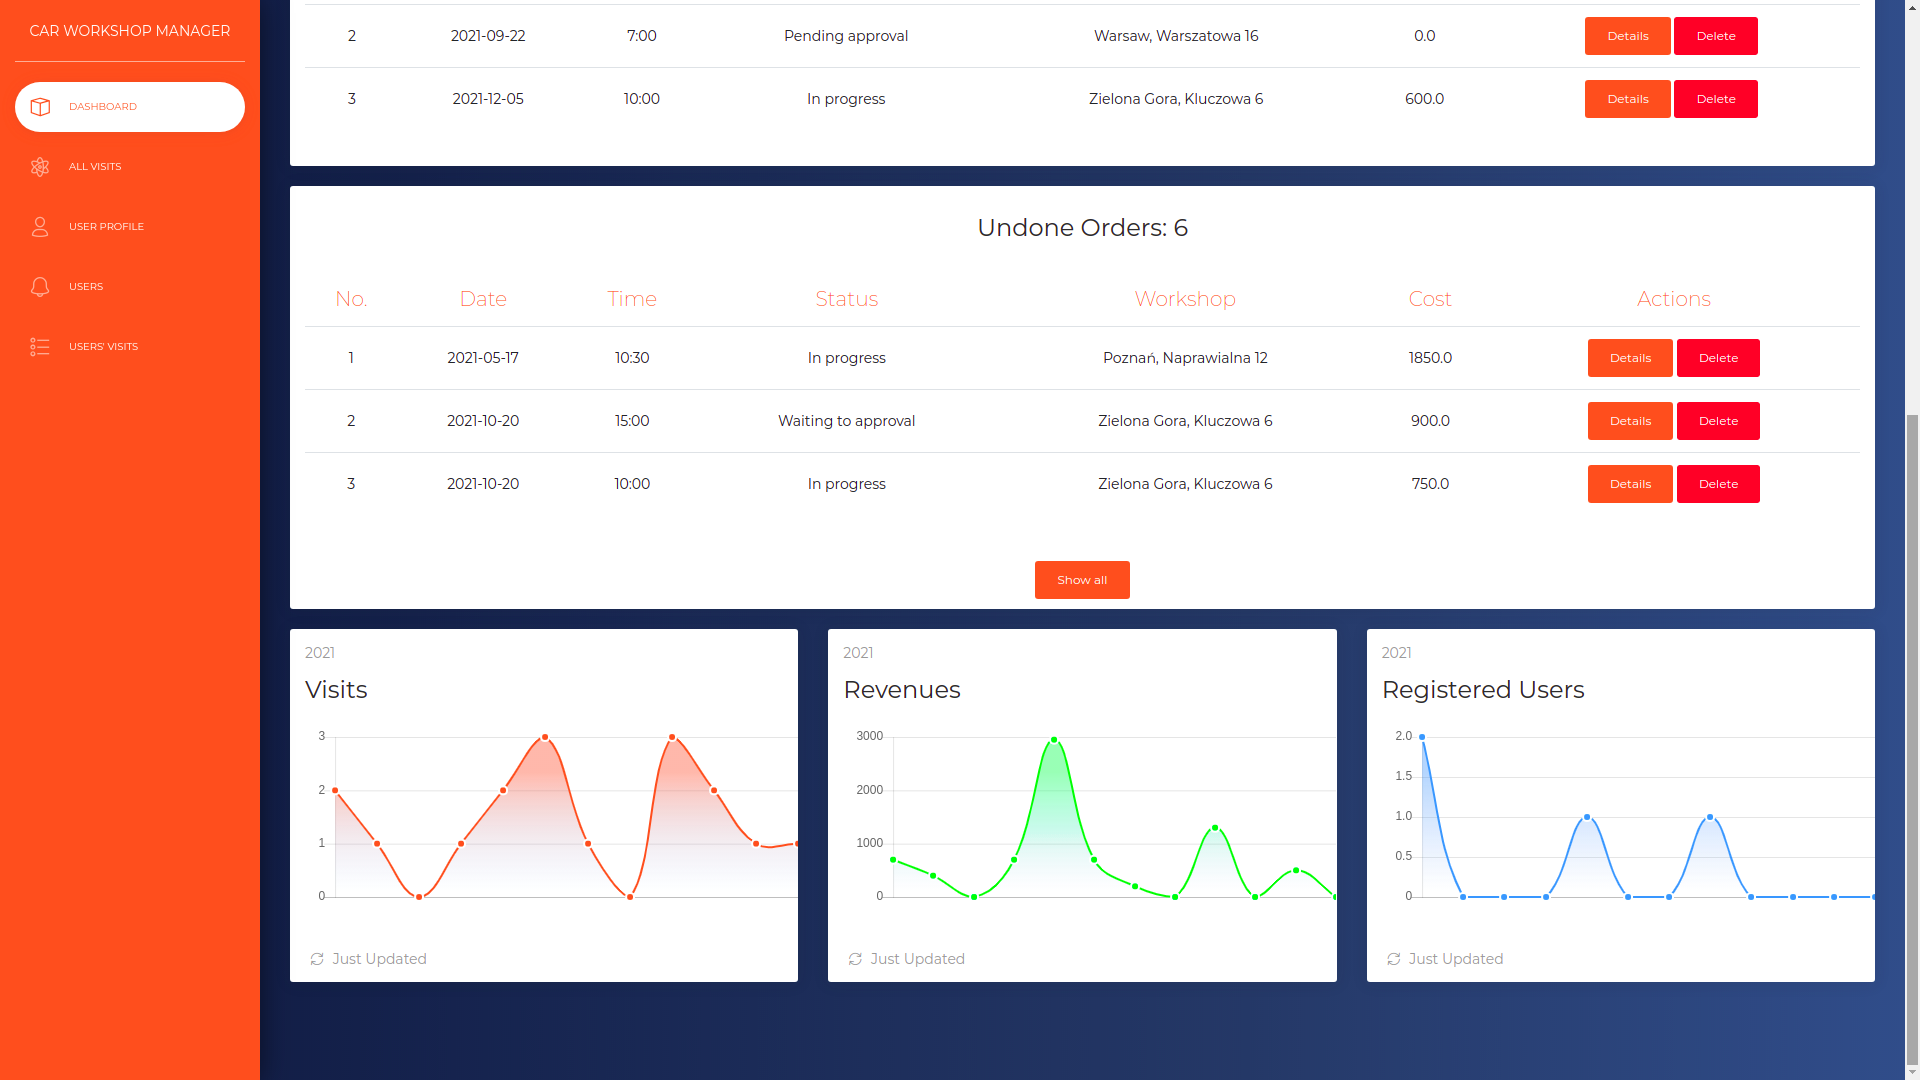 CAR WORKSHOP MANAGER
DASHBOARD
ALL VISITS
USER PROFILE
USERS
USERS' VISITS
2 2021-09-22 7:00 Pending approval Warsaw, Warszatowa 16 0.0 Details Delete
3 2021-12-05 10:00 In progress Zielona Gora, Kluczowa 6 600.0 Details Delete
Undone Orders: 6
No. Date Time Status Workshop Cost Actions
1 2021-05-17 10:30 In progress Poznań, Naprawialna 12 1850.0 Details Delete
2 2021-10-20 15:00 Waiting to approval Zielona Gora, Kluczowa 6 900.0 Details Delete
3 2021-10-20 10:00 In progress Zielona Gora, Kluczowa 6 750.0 Details Delete
Show all
2021
Visits
3
2
1
0
Just Updated
2021
Revenues
3000
2000
1000
0
Just Updated
2021
Registered Users
2.0
1.5
1.0
0.5
0
Just Updated